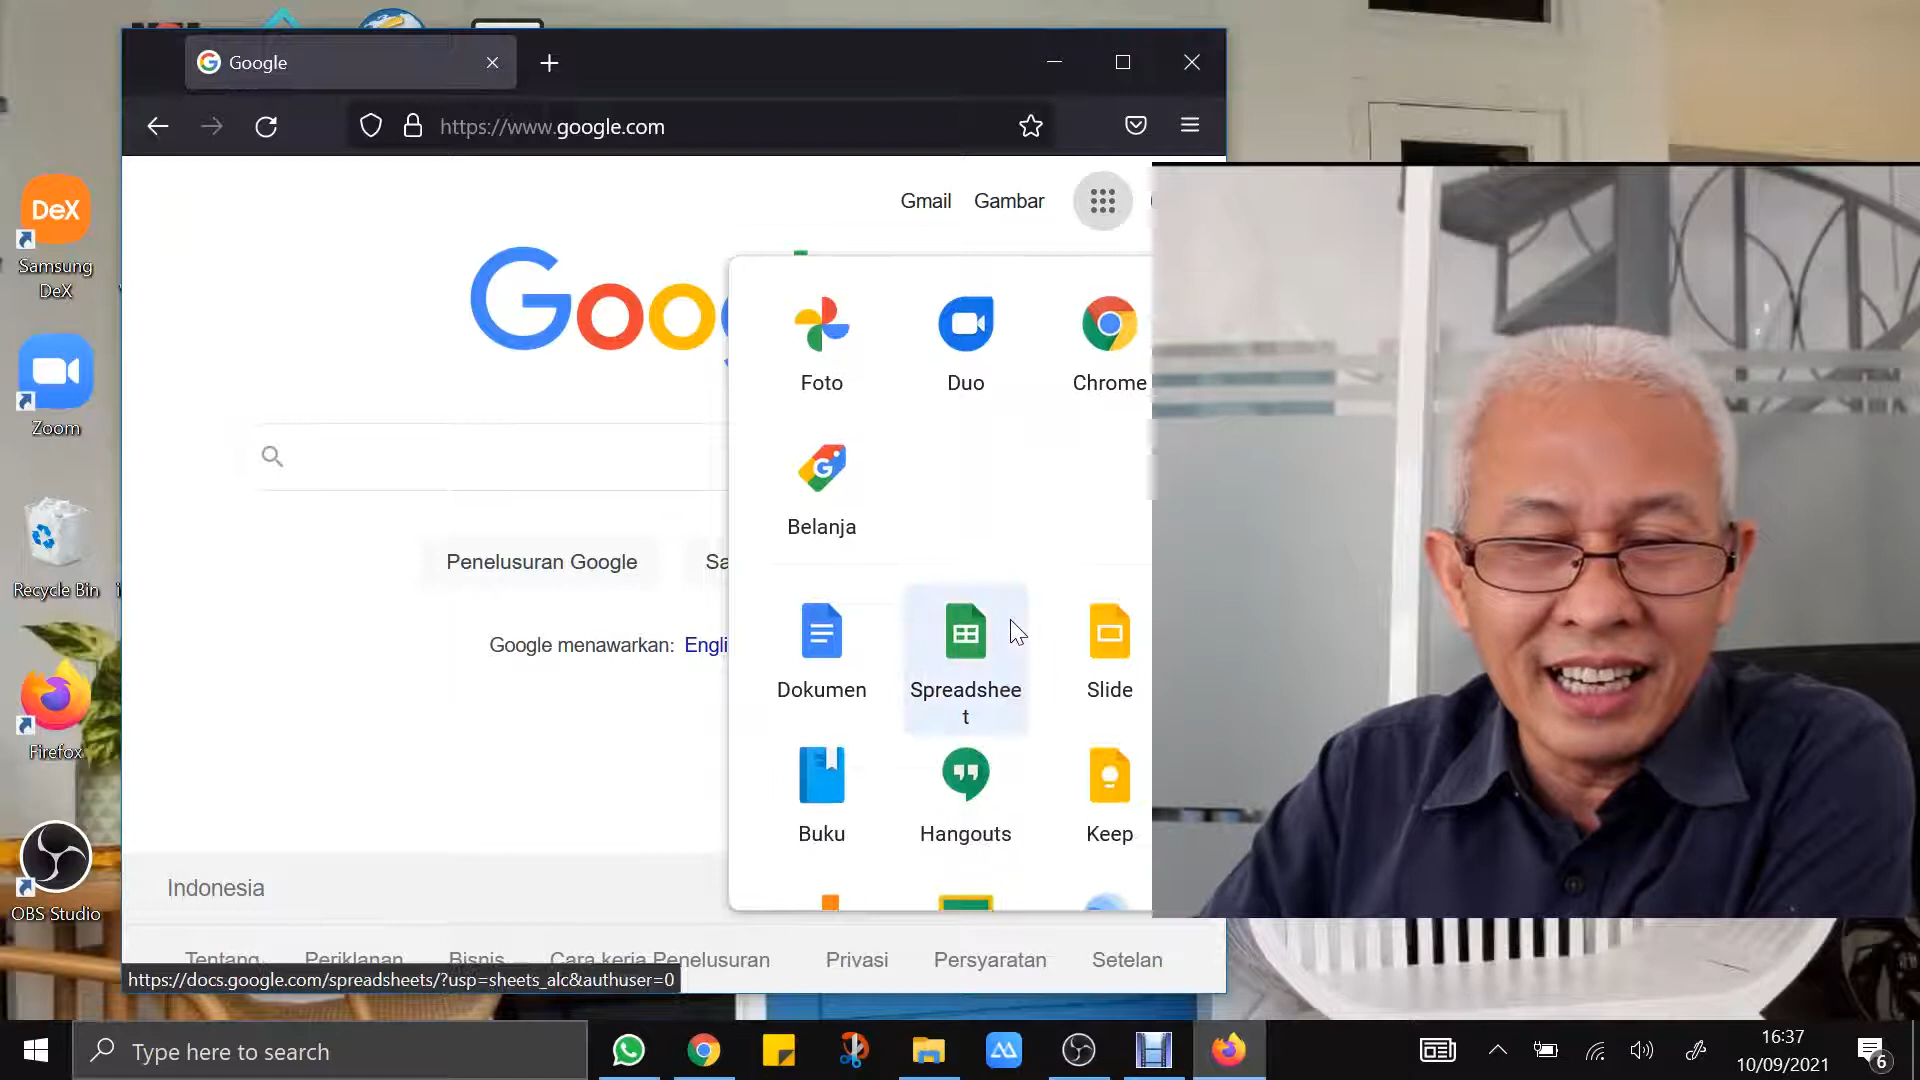 Google
https://www.google.com
Gmail Gambar
Goo
Foto Duo Chrome
Belanja
Penelusuran Google Sa
Google menawarkan: Engli
Dokumen Spreadshee
t
Slide
Buku Hangouts Keep
Indonesia
Tentang Periklanan Bisnis Cara kerja Penelusuran Privasi Persyaratan Setelan
https://docs.google.com/spreadsheets/?usp=sheets_alc&authuser=0
DeX
Samsung
DeX
Zoom
Recycle Bin
Firefox
OBS Studio
Type here to search
16:37
10/09/2021
6